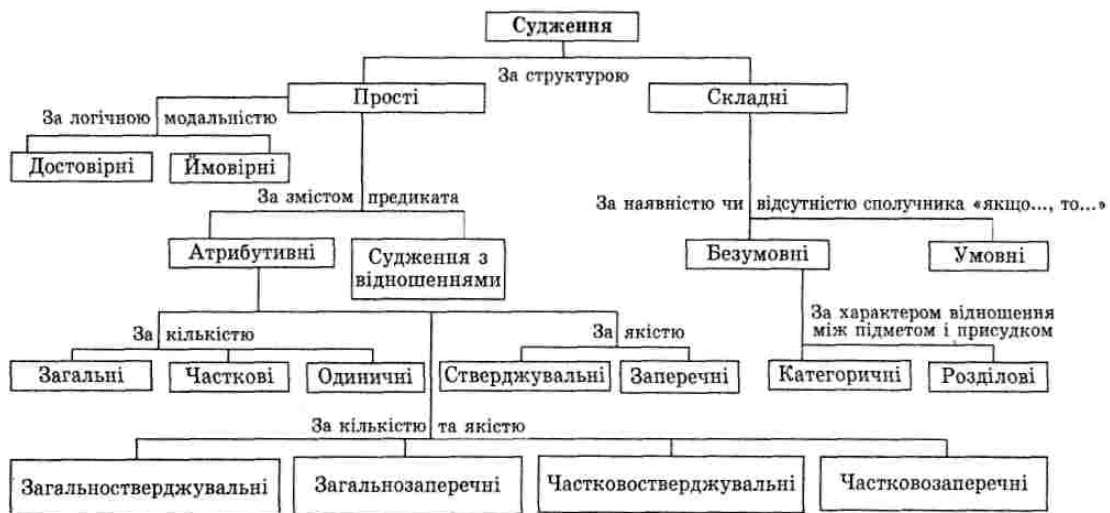 Судження
За структурою
Прості
Складні
За логічною модальністю
Достовірні
Ймовірні
За змістом предиката
За наявністю чи відсутністю сполучника «якщо..., то...»
Атрибутивні
Судження з
відношеннями
Безумовні
Умовні
За кількістю
За якістю
За характером відношення
між підметом і присудком
Загальні
Часткові
Одиничні
Стверджувальні
Заперечні
Категоричні
Розділові
За кількістю та якістю
Загальностверджувальні
Загальнозаперечні
Частковостверджувальні
Частковозаперечні